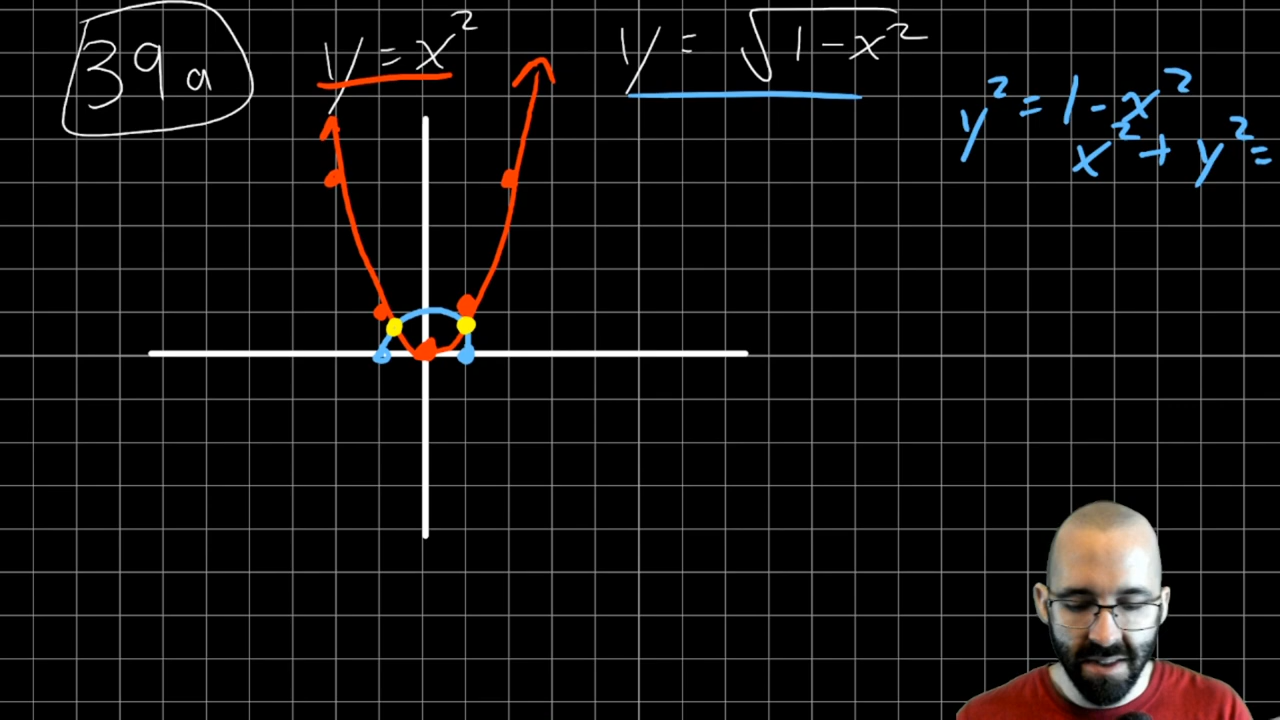 39a
y = x²
y = √(1-x²)
y² = 1 - x²
x² + y² =